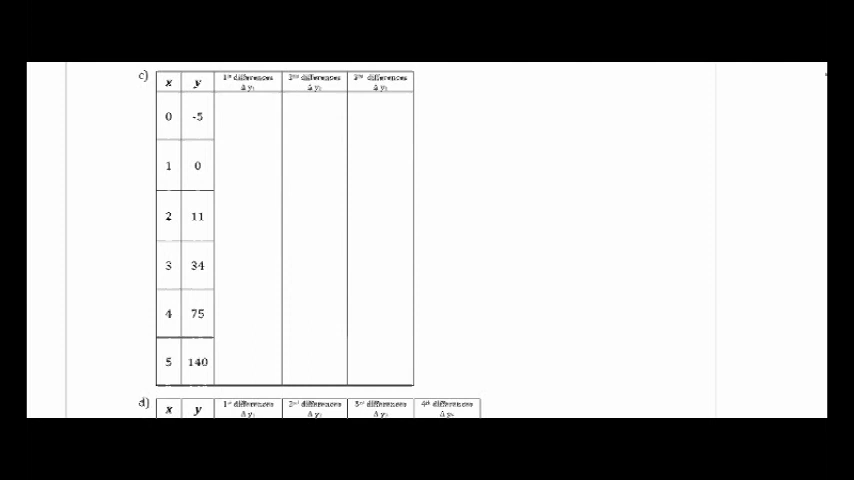 c)
x y 1st differences 2nd differences 3rd differences
Δ y₁ Δ y₂ Δ y₃
0 -5
1 0
2 11
3 34
4 75
5 140
d)
x y 1st differences 2nd differences 3rd differences 4th differences
Δ y₁ Δ y₂ Δ y₃ Δ y₄